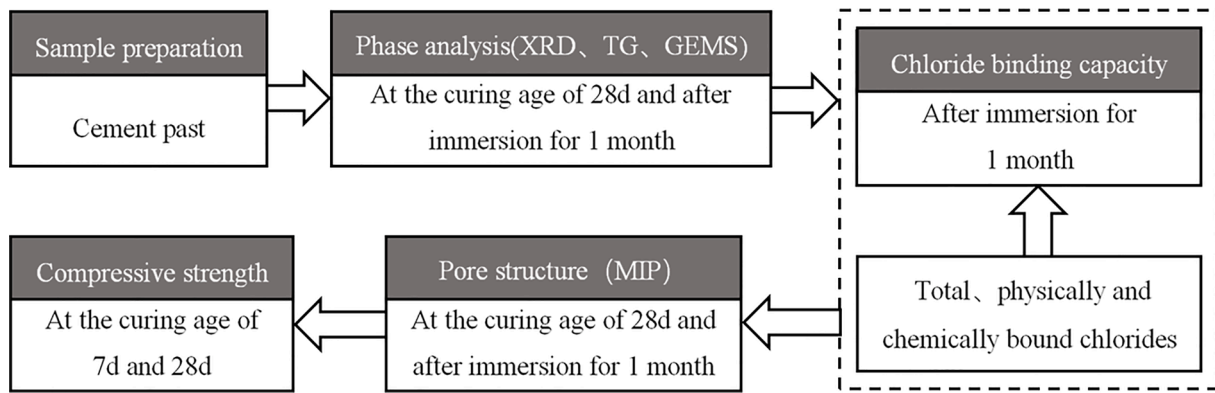 Sample preparation
Cement past
Phase analysis(XRD、TG、GEMS)
At the curing age of 28d and after
immersion for 1 month
Chloride binding capacity
After immersion for
1 month
Total、physically and
chemically bound chlorides
Pore structure（MIP）
At the curing age of 28d and
after immersion for 1 month
Compressive strength
At the curing age of
7d and 28d